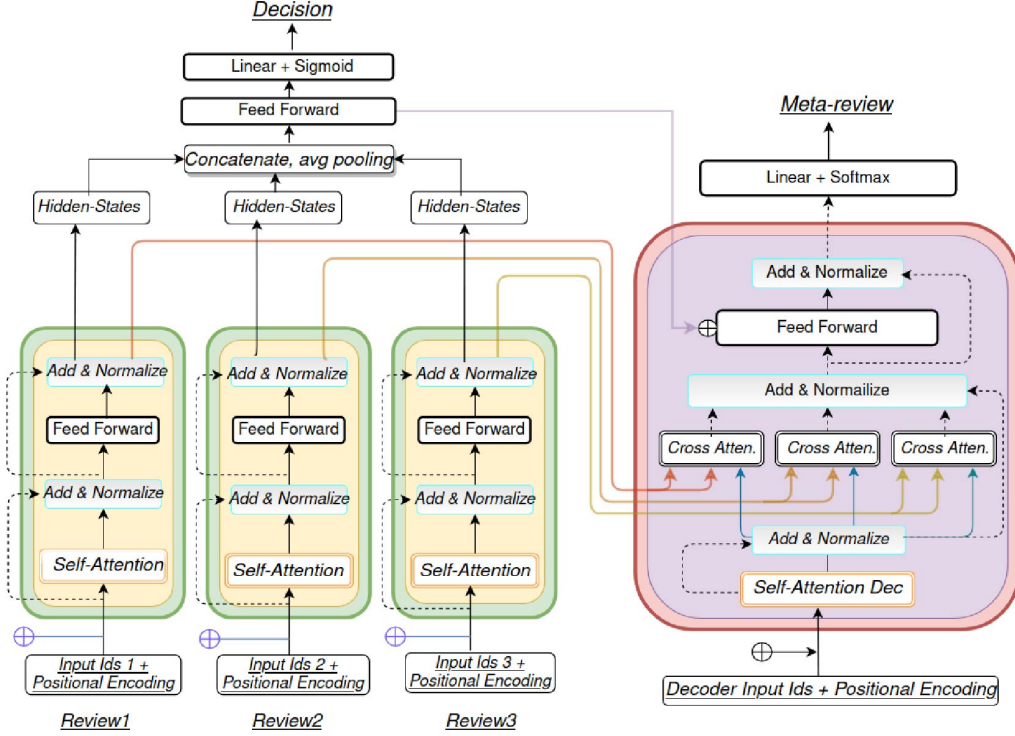 Decision
Linear + Sigmoid
Feed Forward
Concatenate, avg pooling
Hidden-States
Hidden-States
Hidden-States
Add & Normalize
Feed Forward
Add & Normalize
Self-Attention
Input Ids 1 +
Positional Encoding
Review1
Add & Normalize
Feed Forward
Add & Normalize
Self-Attention
Input Ids 2 +
Positional Encoding
Review2
Add & Normalize
Feed Forward
Add & Normalize
Self-Attention
Input Ids 3 +
Positional Encoding
Review3
Meta-review
Linear + Softmax
Add & Normalize
Feed Forward
Add & Normailize
Cross Atten.
Cross Atten.
Cross Atten.
Add & Normalize
Self-Attention Dec
Decoder Input Ids + Positional Encoding